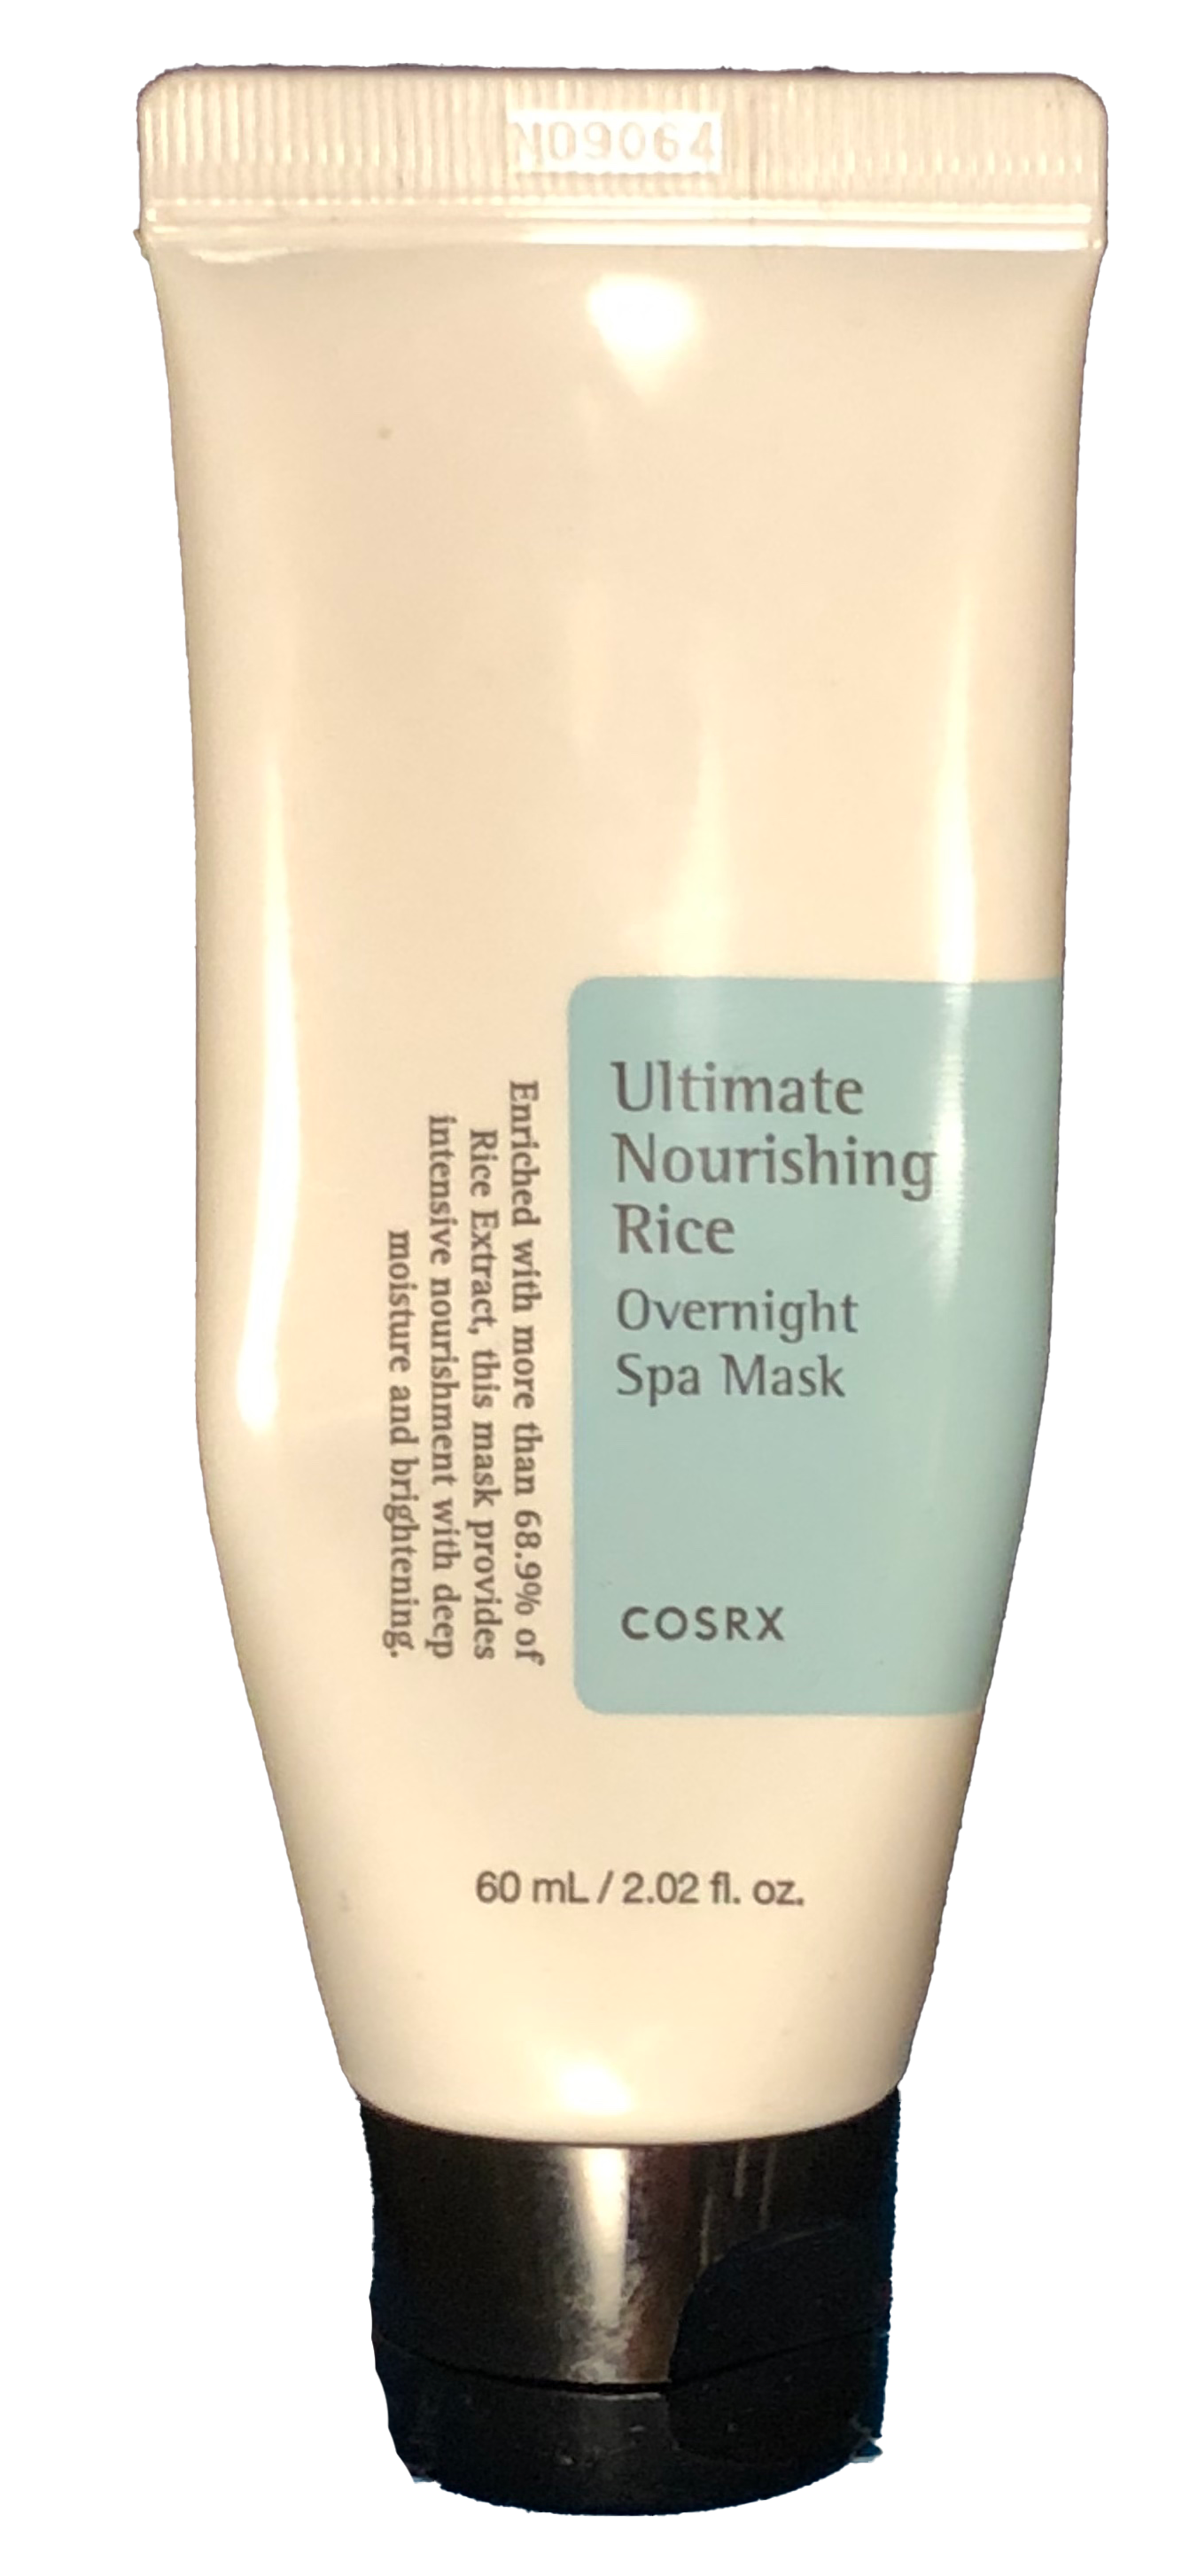 N09064
Ultimate
Nourishing
Rice
Overnight
Spa Mask
COSRX
Enriched with more than 68.9% of
Rice Extract, this mask provides
intensive nourishment with deep
moisture and brightening.
60 mL / 2.02 fl. oz.